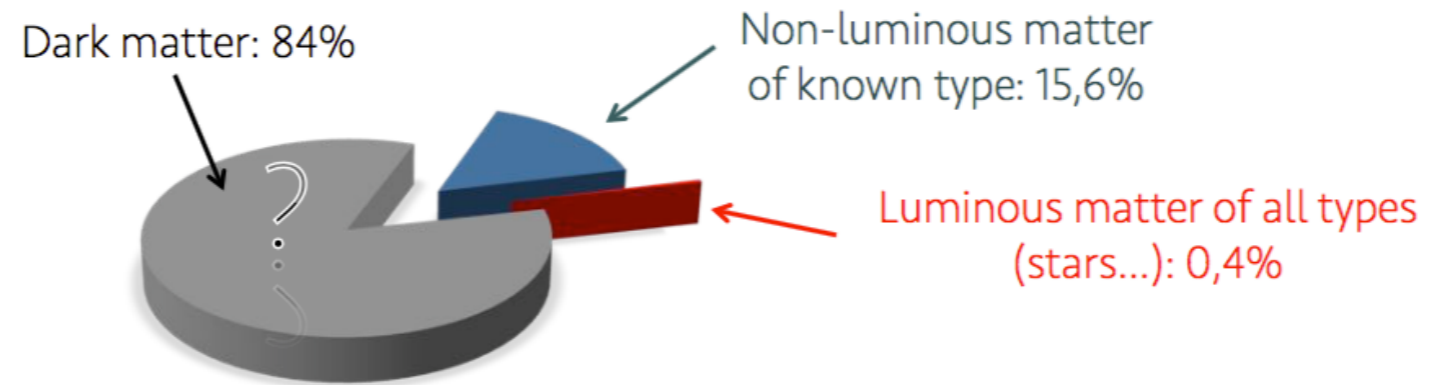 Dark matter: 84%
Non-luminous matter
of known type: 15,6%
?
Luminous matter of all types
(stars...): 0,4%